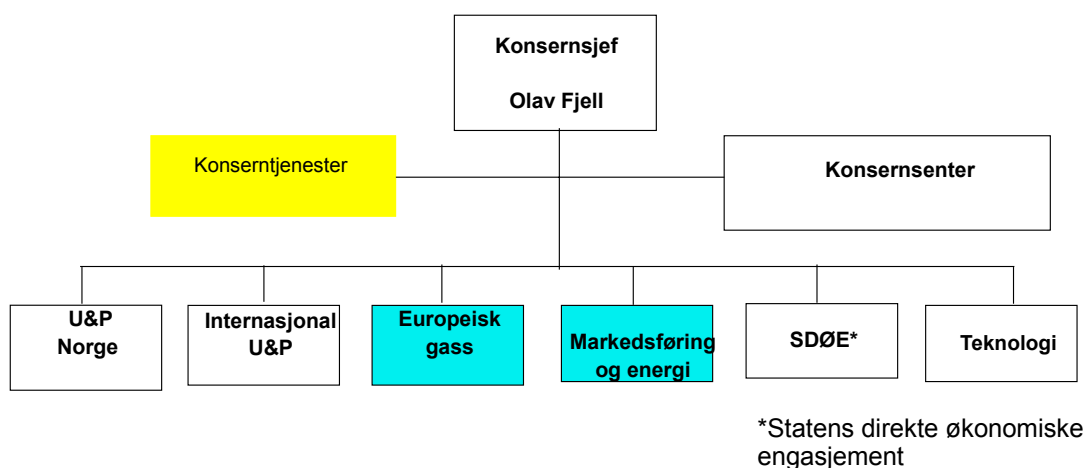 Konsernsjef
Olav Fjell
Konserntjenester
Konsernsenter
U&P
Norge
Internasjonal
U&P
Europeisk
gass
Markedsføring
og energi
SDØE*
Teknologi
*Statens direkte økonomiske
engasjement